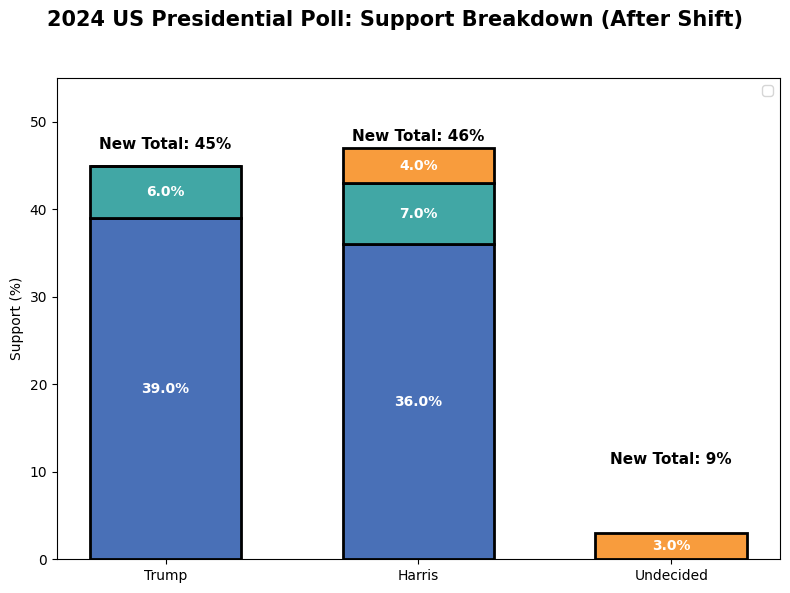 2024 US Presidential Poll: Support Breakdown (After Shift)
New Total: 45%
New Total: 46%
4.0%
6.0%
7.0%
39.0%
36.0%
New Total: 9%
3.0%
Support (%)
50
40
30
20
10
0
Trump
Harris
Undecided